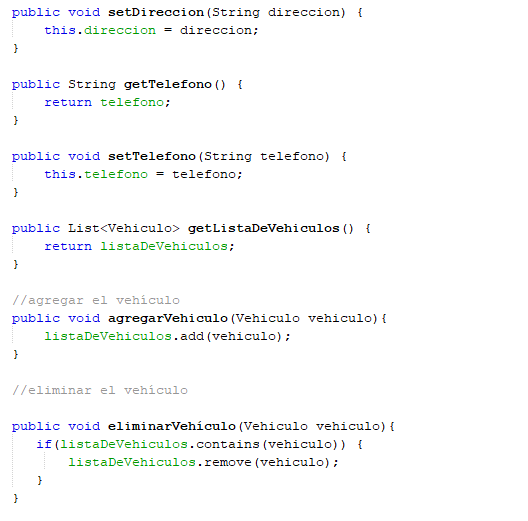 public void setDireccion(String direccion) {
this.direccion = direccion;
}
public String getTelefono() {
return telefono;
}
public void setTelefono(String telefono) {
this.telefono = telefono;
}
public List<Vehiculo> getListaDeVehiculos() {
return listaDeVehiculos;
}
//agregar el vehículo
public void agregarVehiculo(Vehiculo vehiculo){
listaDeVehiculos.add(vehiculo);
}
//eliminar el vehículo
public void eliminarVehículo(Vehiculo vehiculo){
if(listaDeVehiculos.contains(vehiculo)) {
listaDeVehiculos.remove(vehiculo);
}
}